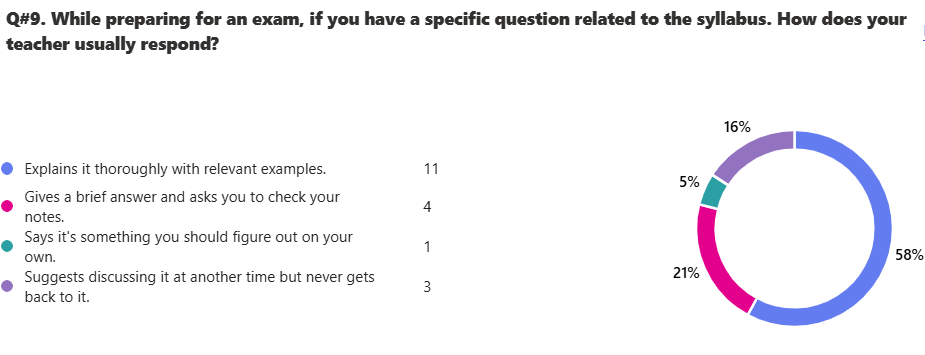 Q#9. While preparing for an exam, if you have a specific question related to the syllabus. How does your
teacher usually respond?
16%
Explains it thoroughly with relevant examples. 11
5%
Gives a brief answer and asks you to check your
notes. 4
Says it's something you should figure out on your
own. 1
58%
21%
Suggests discussing it at another time but never gets
back to it. 3